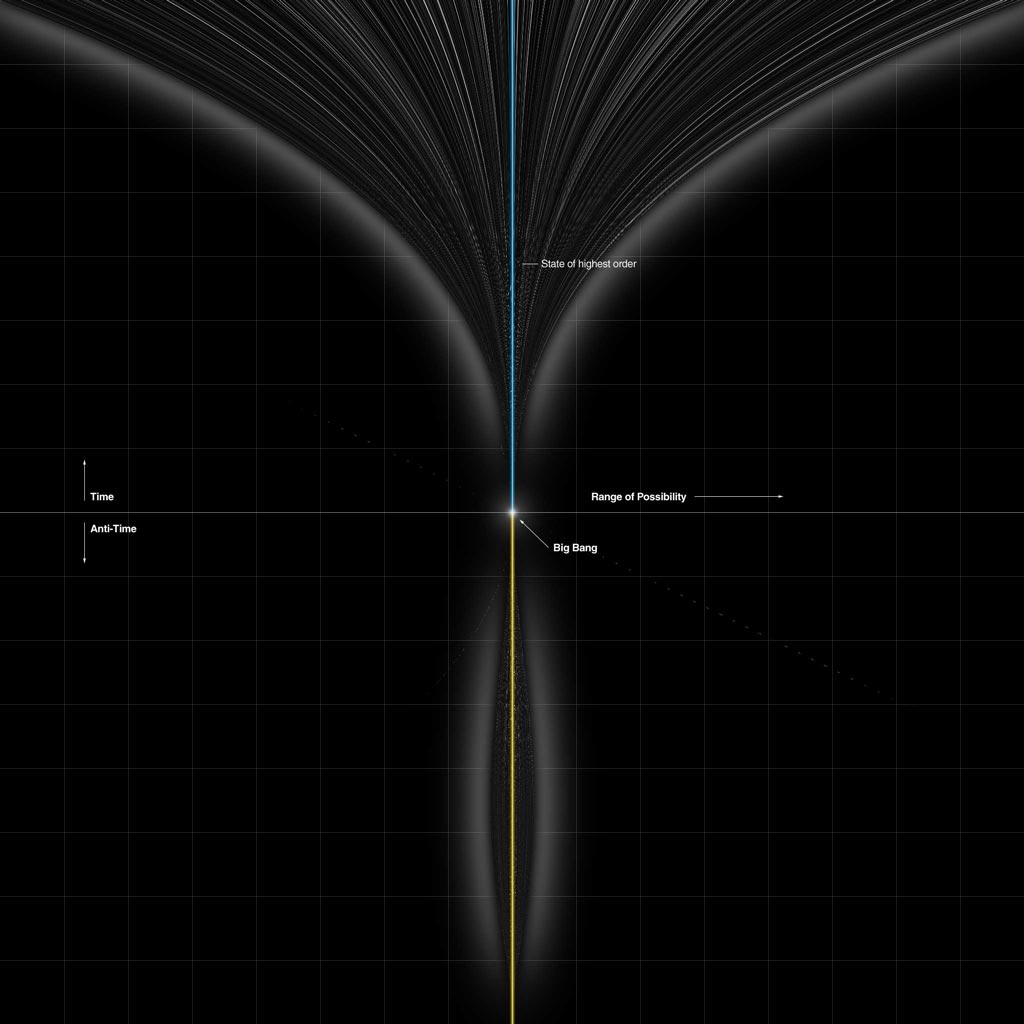 State of highest order
Time
Range of Possibility
Anti-Time
Big Bang